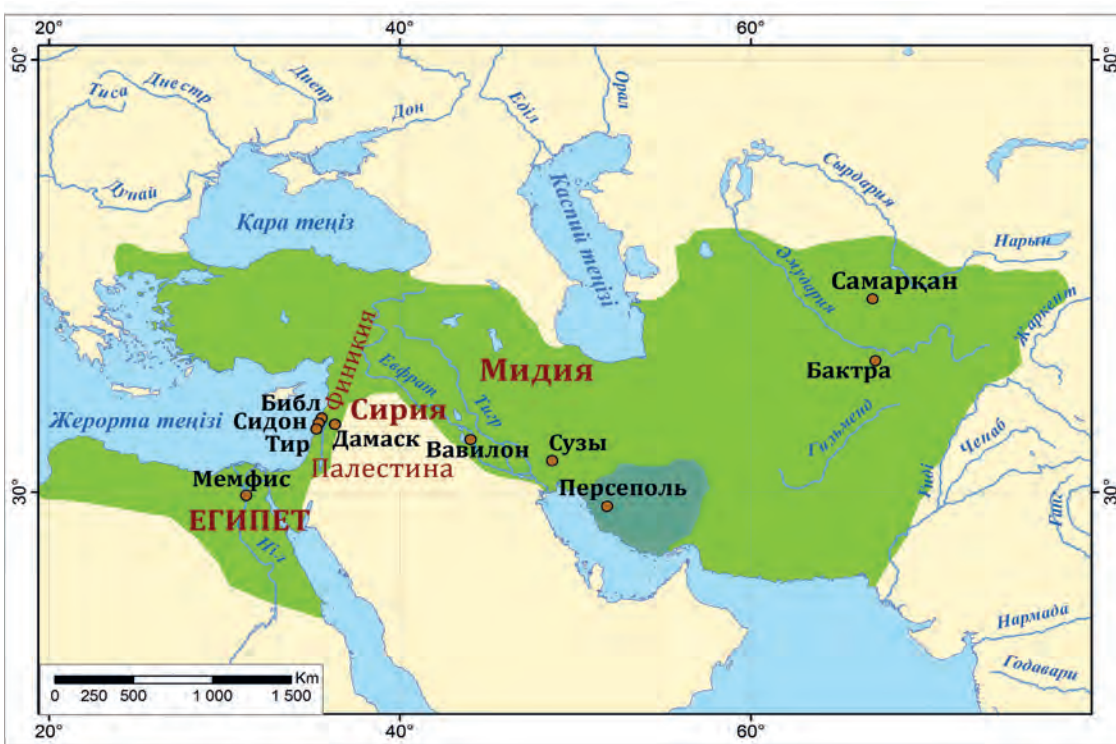 20° 40° 60°
50° 50°
Тиса
Днестр
Днепр
Дон
Еділ
Орал
Сырдария
Қара теңіз
Каспий теңізі
Нарын
Әмудария
Самарқан
Жаркент
Финикия
Евфрат
Мидия
Тигр
Бактра
Библ
Сидон
Тир
Сирия
Жерорта теңізі
Дамаск
Вавилон
Сузы
Гильменд
Ченаб
Палестина
Мемфис
Персеполь
Үнді
Ганг
30° 30°
ЕГИПЕТ
Ніл
Нармада
Годавари
Km
0 250 500 1 000 1 500
20° 40° 60°